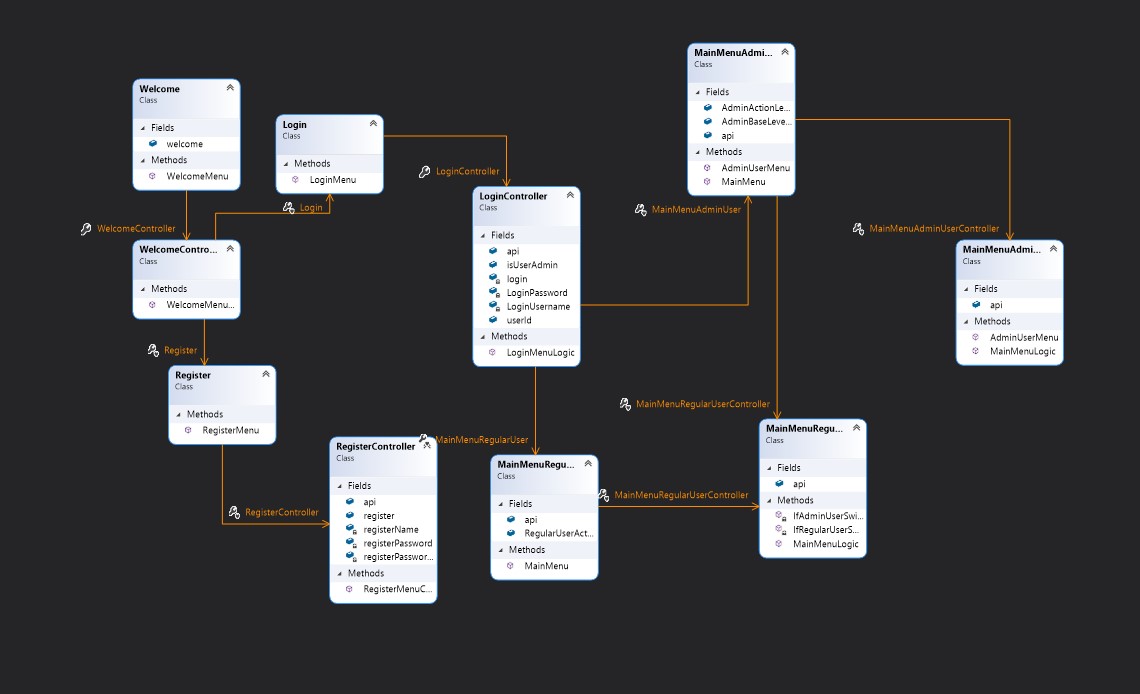 Welcome
Class
Fields
welcome
Methods
WelcomeMenu
WelcomeController
WelcomeContro...
Class
Methods
WelcomeMenu...
Login
Login
Class
Methods
LoginMenu
LoginController
LoginController
Class
Fields
api
isUserAdmin
login
LoginPassword
LoginUsername
userId
Methods
LoginMenuLogic
Register
Register
Class
Methods
RegisterMenu
RegisterController
RegisterController
Class
Fields
api
register
registerName
registerPassword
registerPasswor...
Methods
RegisterMenuC...
MainMenuRegularUser
MainMenuRegu...
Class
Fields
api
RegularUserAct...
Methods
MainMenu
MainMenuRegularUserController
MainMenuAdminUser
MainMenuAdmi...
Class
Fields
AdminActionLe...
AdminBaseLeve...
api
Methods
AdminUserMenu
MainMenu
MainMenuRegularUserController
MainMenuRegu...
Class
Fields
api
Methods
IfAdminUserSwi...
IfRegularUserS...
MainMenuLogic
MainMenuAdminUserController
MainMenuAdmi...
Class
Fields
api
Methods
AdminUserMenu
MainMenuLogic